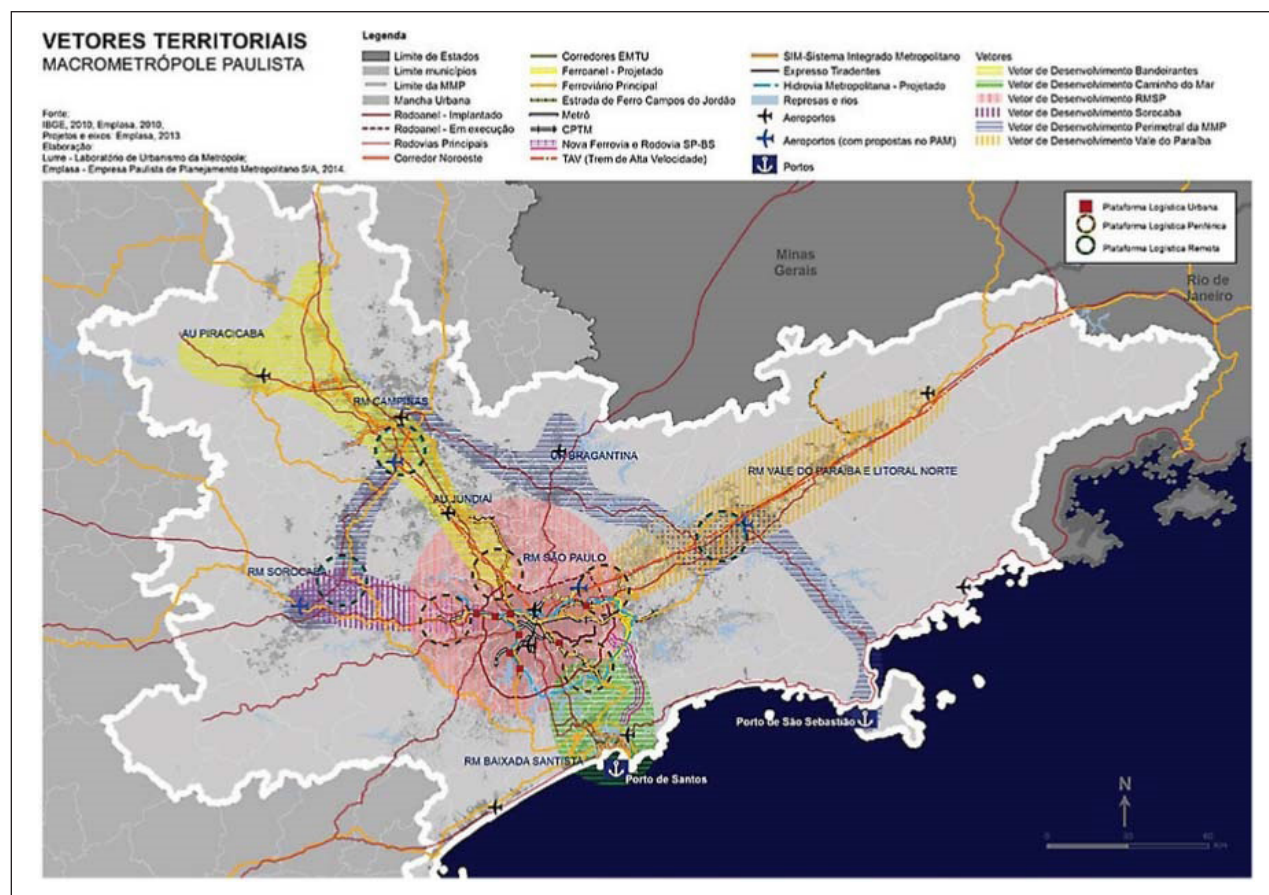 VETORES TERRITORIAIS
MACROMETRÓPOLE PAULISTA
Fonte:
IBGE, 2010, Emplasa, 2010,
Projetos e eixos: Emplasa, 2013.
Elaboração:
Lume - Laboratório de Urbanismo da Metrópole;
Emplasa - Empresa Paulista de Planejamento Metropolitano S/A, 2014.
Legenda
Limite de Estados
Limite municípios
Limite da MMP
Mancha Urbana
Rodoanel - Implantado
Rodoanel - Em execução
Rodovias Principais
Corredor Noroeste
Corredores EMTU
Ferroanel - Projetado
Ferroviário Principal
Estrada de Ferro Campos do Jordão
Metrô
CPTM
Nova Ferrovia e Rodovia SP-BS
TAV (Trem de Alta Velocidade)
SIM-Sistema Integrado Metropolitano
Expresso Tiradentes
Hidrovia Metropolitana - Projetado
Represas e rios
Aeroportos
Aeroportos (com propostas no PAM)
Portos
Vetores
Vetor de Desenvolvimento Bandeirantes
Vetor de Desenvolvimento Caminho do Mar
Vetor de Desenvolvimento RMSP
Vetor de Desenvolvimento Sorocaba
Vetor de Desenvolvimento Perimetral da MMP
Vetor de Desenvolvimento Vale do Paraíba
Plataforma Logística Urbana
Plataforma Logística Periférica
Plataforma Logística Remota
Minas
Gerais
Rio de
Janeiro
AU PIRACICABA
RM CAMPINAS
BRAGANTINA
RM VALE DO PARAÍBA E LITORAL NORTE
AU JUNDIAÍ
RM SÃO PAULO
RM SOROCABA
Porto de São Sebastião
RM BAIXADA SANTISTA
Porto de Santos
N
0